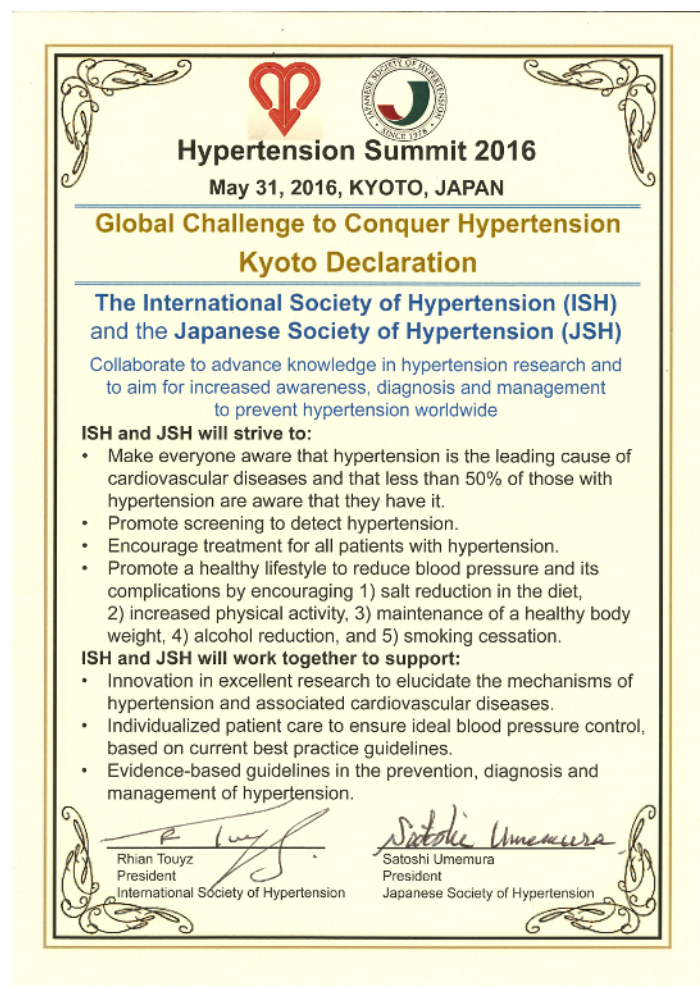 JAPANESE SOCIETY OF HYPERTENSION
• SINCE 1978 •
Hypertension Summit 2016
May 31, 2016, KYOTO, JAPAN
Global Challenge to Conquer Hypertension
Kyoto Declaration
The International Society of Hypertension (ISH)
and the Japanese Society of Hypertension (JSH)
Collaborate to advance knowledge in hypertension research and
to aim for increased awareness, diagnosis and management
to prevent hypertension worldwide
ISH and JSH will strive to:
• Make everyone aware that hypertension is the leading cause of
cardiovascular diseases and that less than 50% of those with
hypertension are aware that they have it.
• Promote screening to detect hypertension.
• Encourage treatment for all patients with hypertension.
• Promote a healthy lifestyle to reduce blood pressure and its
complications by encouraging 1) salt reduction in the diet,
2) increased physical activity, 3) maintenance of a healthy body
weight, 4) alcohol reduction, and 5) smoking cessation.
ISH and JSH will work together to support:
• Innovation in excellent research to elucidate the mechanisms of
hypertension and associated cardiovascular diseases.
• Individualized patient care to ensure ideal blood pressure control,
based on current best practice guidelines.
• Evidence-based guidelines in the prevention, diagnosis and
management of hypertension.
R Touyz
Rhian Touyz
President
International Society of Hypertension
Satoshi Umemura
Satoshi Umemura
President
Japanese Society of Hypertension